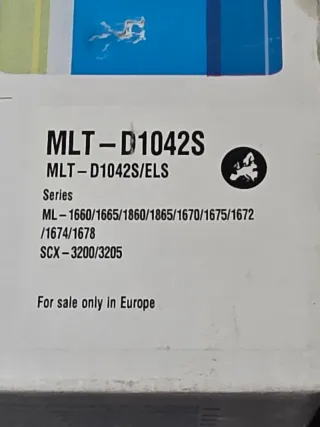 MLT-D1042S
MLT-D1042S/ELS
Series
ML-1660/1665/1860/1865/1670/1675/1672
/1674/1678
SCX-3200/3205
For sale only in Europe